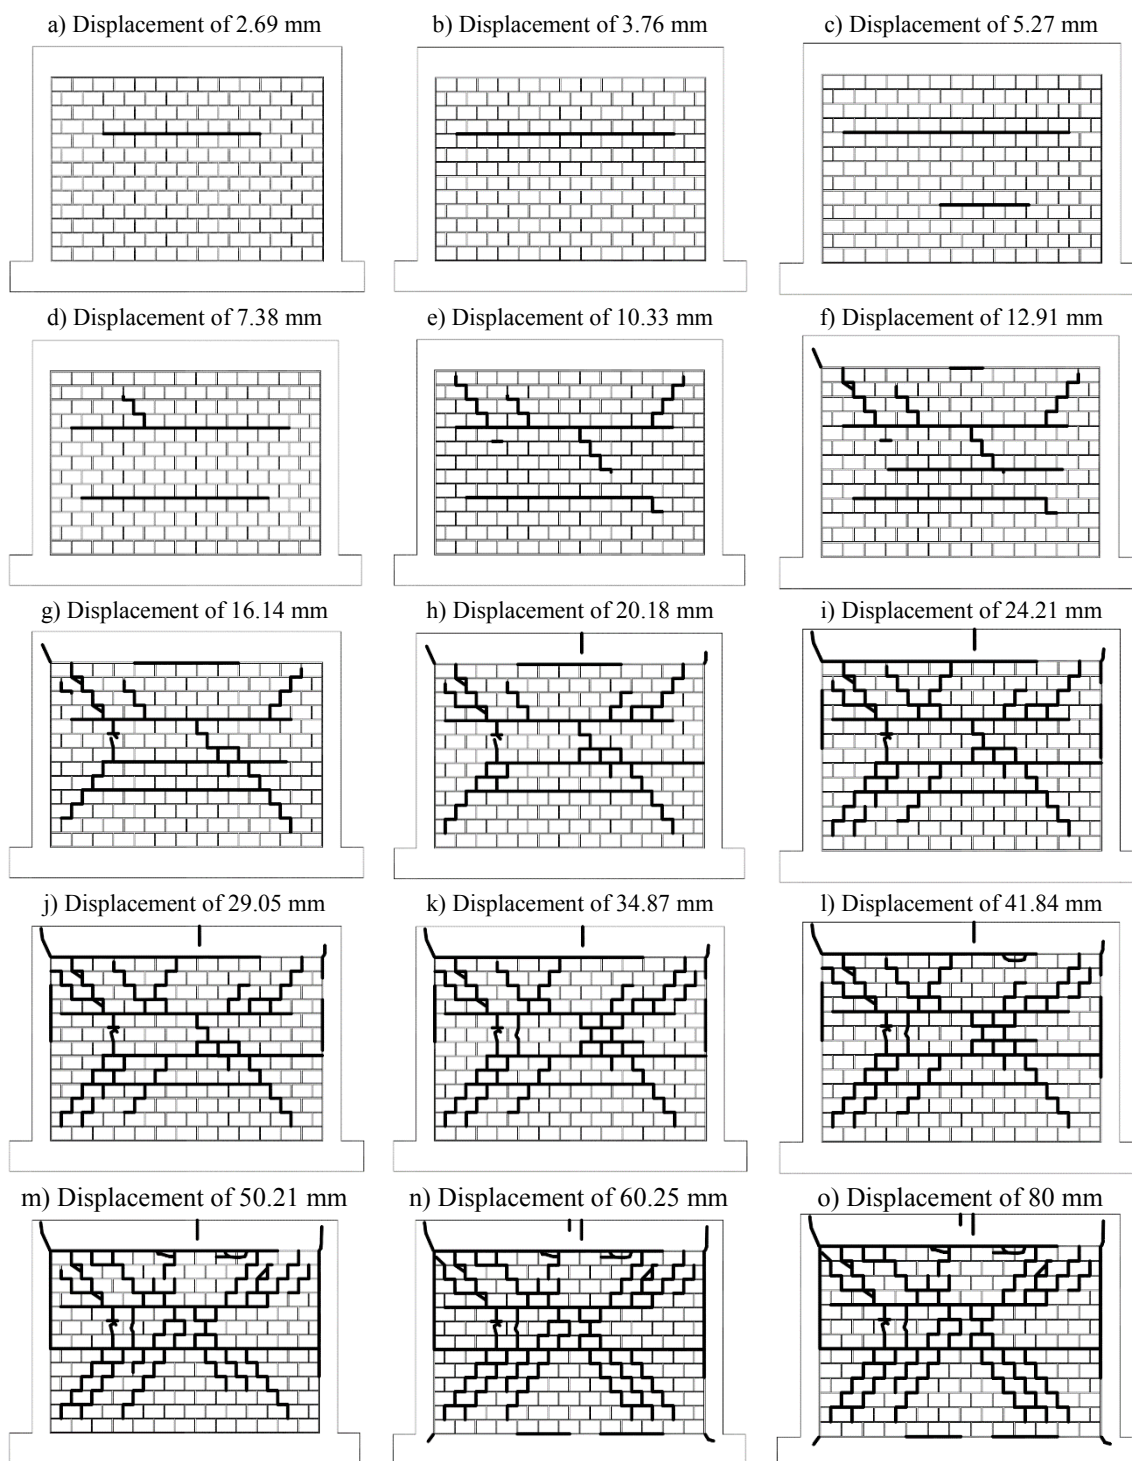 a) Displacement of 2.69 mm
b) Displacement of 3.76 mm
c) Displacement of 5.27 mm
d) Displacement of 7.38 mm
e) Displacement of 10.33 mm
f) Displacement of 12.91 mm
g) Displacement of 16.14 mm
h) Displacement of 20.18 mm
i) Displacement of 24.21 mm
j) Displacement of 29.05 mm
k) Displacement of 34.87 mm
l) Displacement of 41.84 mm
m) Displacement of 50.21 mm
n) Displacement of 60.25 mm
o) Displacement of 80 mm